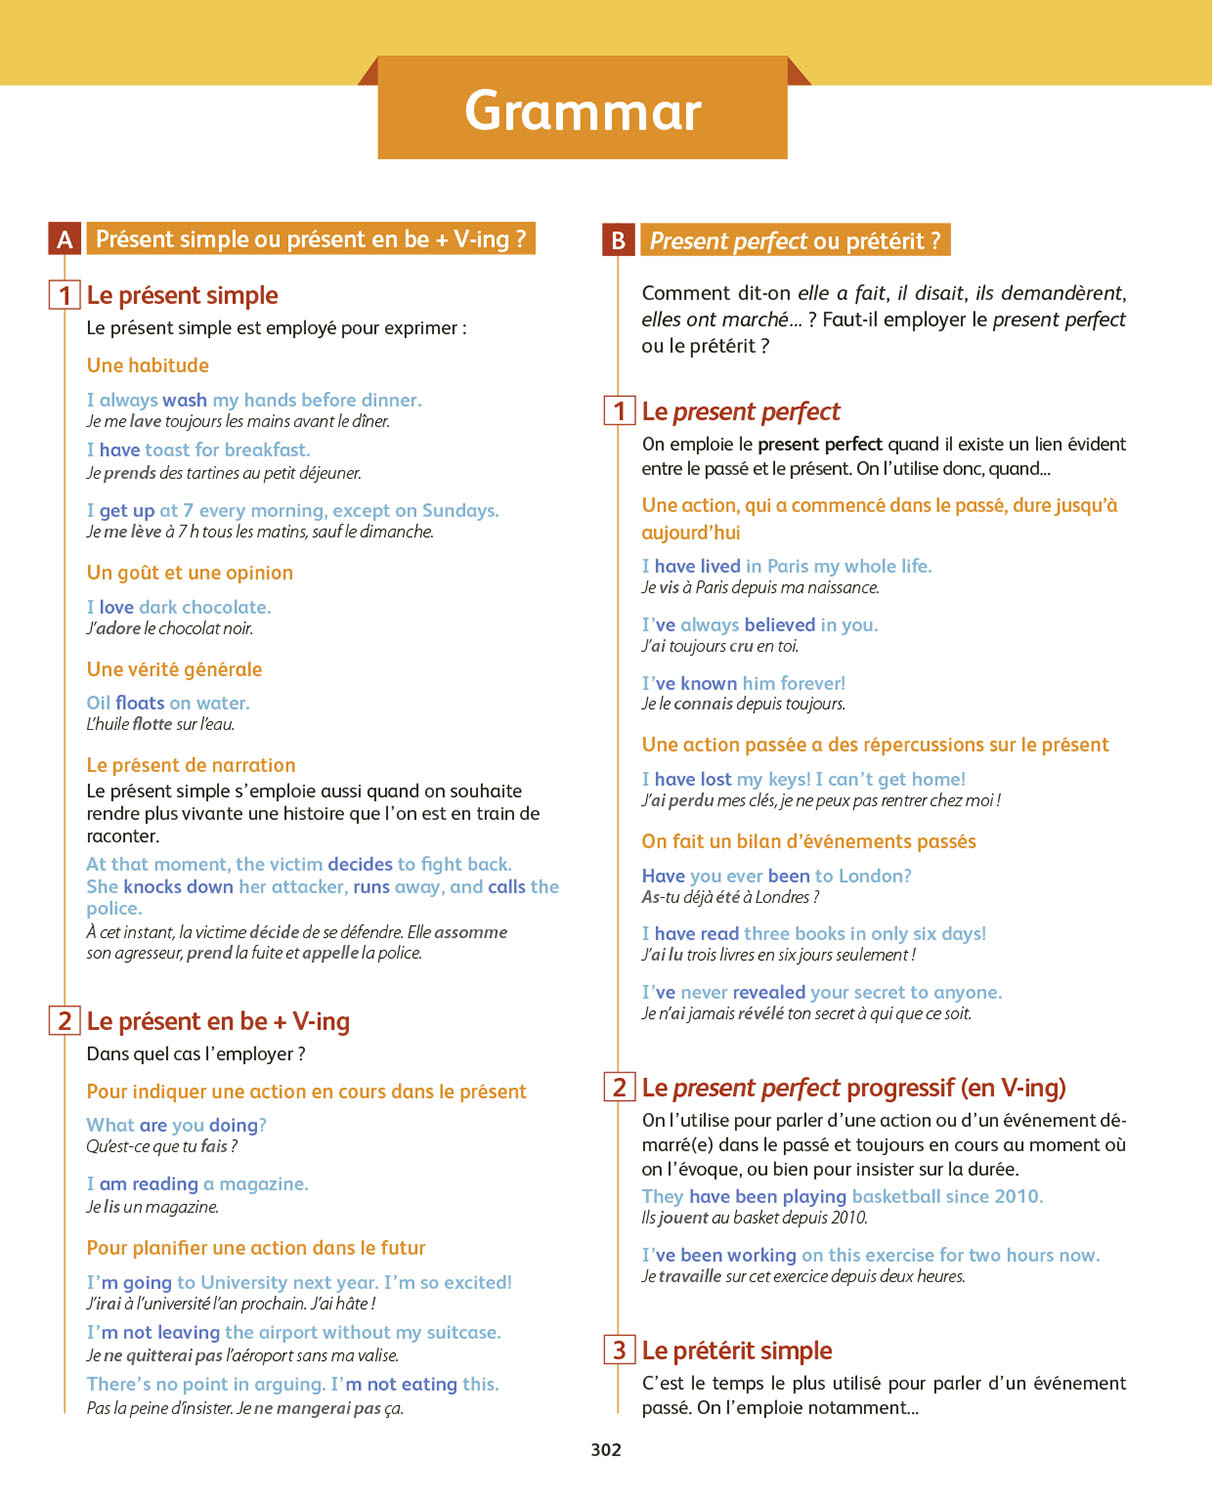 Grammar
A Présent simple ou présent en be + V-ing ?
1 Le présent simple
Le présent simple est employé pour exprimer :
Une habitude
I always wash my hands before dinner.
Je me lave toujours les mains avant le dîner.
I have toast for breakfast.
Je prends des tartines au petit déjeuner.
I get up at 7 every morning, except on Sundays.
Je me lève à 7 h tous les matins, sauf le dimanche.
Un goût et une opinion
I love dark chocolate.
J’adore le chocolat noir.
Une vérité générale
Oil floats on water.
L’huile flotte sur l’eau.
Le présent de narration
Le présent simple s’emploie aussi quand on souhaite
rendre plus vivante une histoire que l’on est en train de
raconter.
At that moment, the victim decides to fight back.
She knocks down her attacker, runs away, and calls the
police.
À cet instant, la victime décide de se défendre. Elle assomme
son agresseur, prend la fuite et appelle la police.
2 Le présent en be + V-ing
Dans quel cas l’employer ?
Pour indiquer une action en cours dans le présent
What are you doing?
Qu’est-ce que tu fais ?
I am reading a magazine.
Je lis un magazine.
Pour planifier une action dans le futur
I’m going to University next year. I’m so excited!
J’irai à l’université l’an prochain. J’ai hâte !
I’m not leaving the airport without my suitcase.
Je ne quitterai pas l’aéroport sans ma valise.
There’s no point in arguing. I’m not eating this.
Pas la peine d’insister. Je ne mangerai pas ça.
B Present perfect ou prétérit ?
Comment dit-on elle a fait, il disait, ils demandèrent,
elles ont marché... ? Faut-il employer le present perfect
ou le prétérit ?
1 Le present perfect
On emploie le present perfect quand il existe un lien évident
entre le passé et le présent. On l’utilise donc, quand...
Une action, qui a commencé dans le passé, dure jusqu’à
aujourd’hui
I have lived in Paris my whole life.
Je vis à Paris depuis ma naissance.
I’ve always believed in you.
J’ai toujours cru en toi.
I’ve known him forever!
Je le connais depuis toujours.
Une action passée a des répercussions sur le présent
I have lost my keys! I can’t get home!
J’ai perdu mes clés, je ne peux pas rentrer chez moi !
On fait un bilan d’événements passés
Have you ever been to London?
As-tu déjà été à Londres ?
I have read three books in only six days!
J’ai lu trois livres en six jours seulement !
I’ve never revealed your secret to anyone.
Je n’ai jamais révélé ton secret à qui que ce soit.
2 Le present perfect progressif (en V-ing)
On l’utilise pour parler d’une action ou d’un événement dé-
marré(e) dans le passé et toujours en cours au moment où
on l’évoque, ou bien pour insister sur la durée.
They have been playing basketball since 2010.
Ils jouent au basket depuis 2010.
I’ve been working on this exercise for two hours now.
Je travaille sur cet exercice depuis deux heures.
3 Le prétérit simple
C’est le temps le plus utilisé pour parler d’un événement
passé. On l’emploie notamment...
302